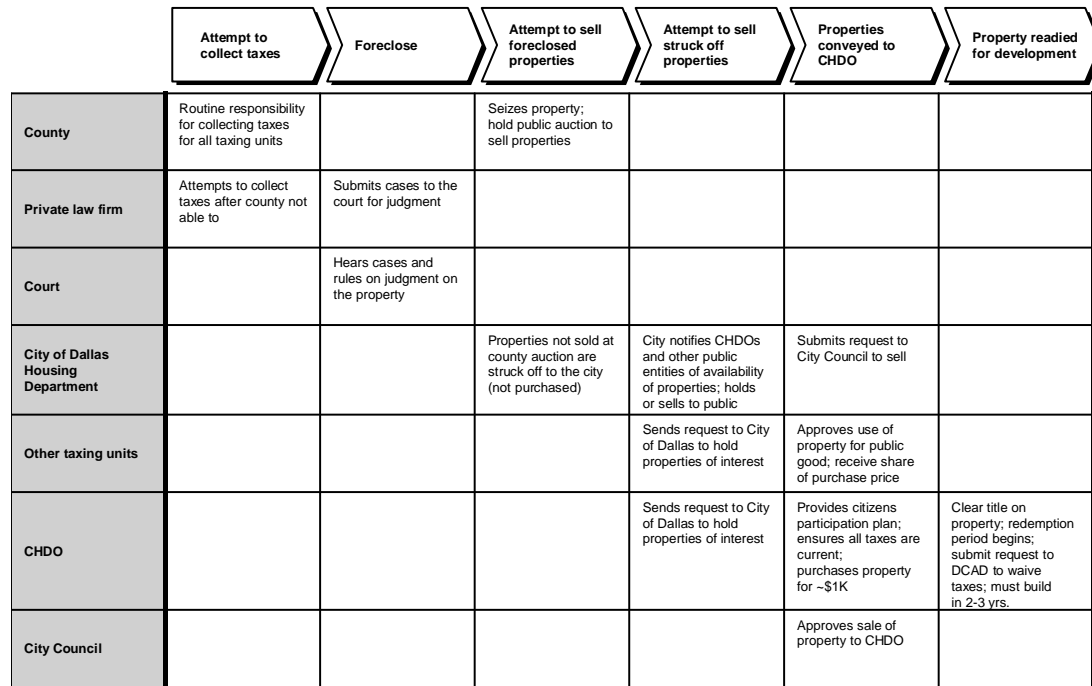 Attempt to
collect taxes
Foreclose
Attempt to sell
foreclosed
properties
Attempt to sell
struck off
properties
Properties
conveyed to
CHDO
Property readied
for development
County
Routine responsibility
for collecting taxes
for all taxing units
Seizes property;
hold public auction to
sell properties
Private law firm
Attempts to collect
taxes after county not
able to
Submits cases to the
court for judgment
Court
Hears cases and
rules on judgment on
the property
City of Dallas
Housing
Department
Properties not sold at
county auction are
struck off to the city
(not purchased)
City notifies CHDOs
and other public
entities of availability
of properties; holds
or sells to public
Submits request to
City Council to sell
Other taxing units
Sends request to City
of Dallas to hold
properties of interest
Approves use of
property for public
good; receive share
of purchase price
CHDO
Sends request to City
of Dallas to hold
properties of interest
Provides citizens
participation plan;
ensures all taxes are
current;
purchases property
for ~$1K
Clear title on
property; redemption
period begins;
submit request to
DCAD to waive
taxes; must build
in 2-3 yrs.
City Council
Approves sale of
property to CHDO